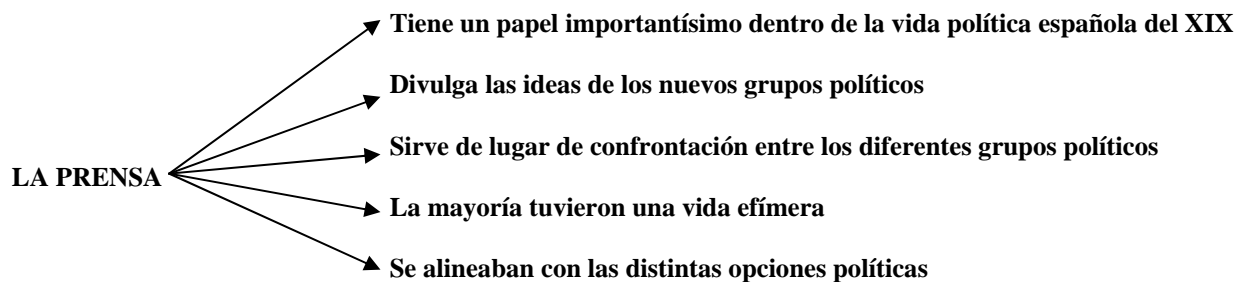 Tiene un papel importantísimo dentro de la vida política española del XIX
Divulga las ideas de los nuevos grupos políticos
Sirve de lugar de confrontación entre los diferentes grupos políticos
LA PRENSA
La mayoría tuvieron una vida efímera
Se alineaban con las distintas opciones políticas